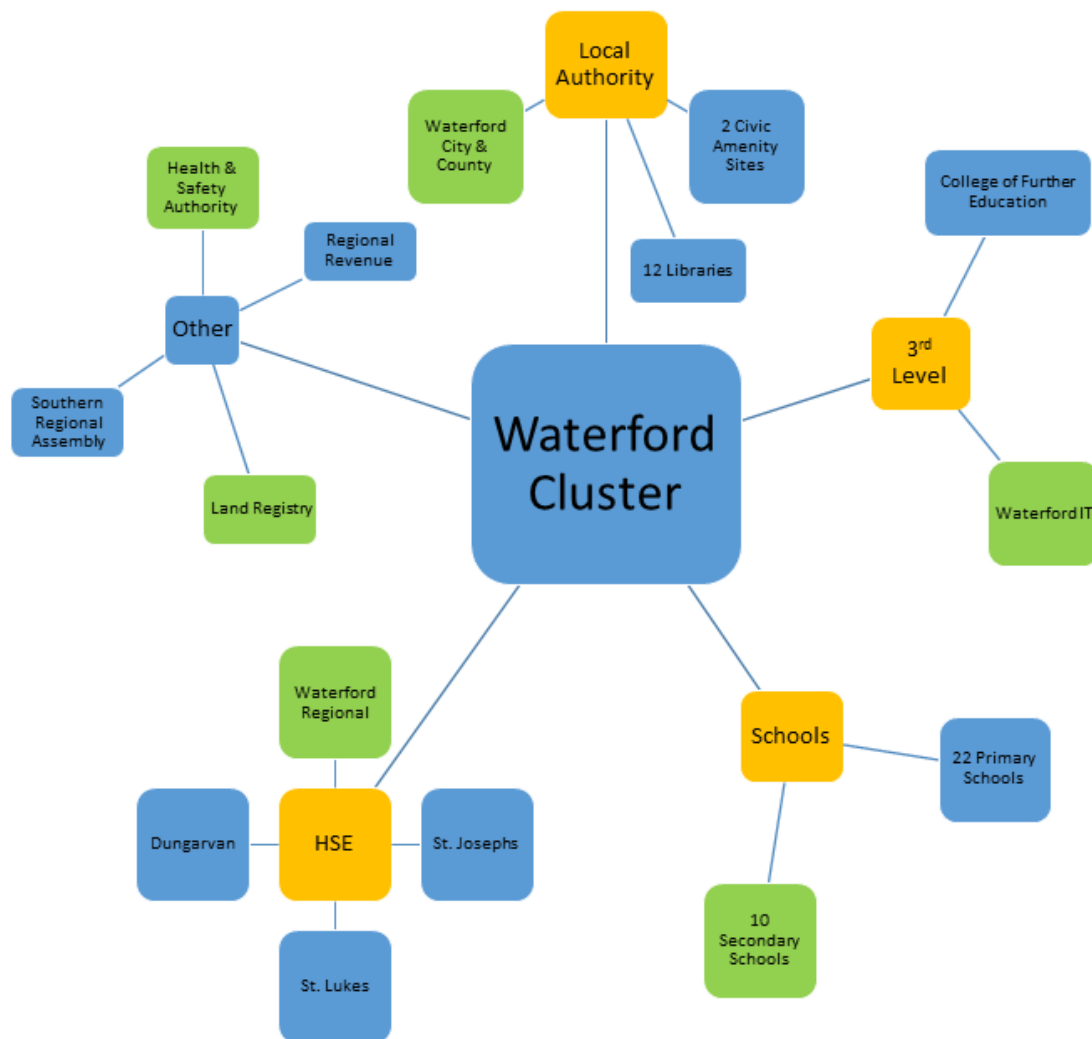 Local
Authority
Waterford
City &
County
2 Civic
Amenity
Sites
12 Libraries
Health &
Safety
Authority
Regional
Revenue
Other
Southern
Regional
Assembly
Land Registry
College of Further
Education
3rd
Level
Waterford IT
Waterford
Cluster
Waterford
Regional
Dungarvan
HSE
St. Josephs
St. Lukes
Schools
22 Primary
Schools
10
Secondary
Schools